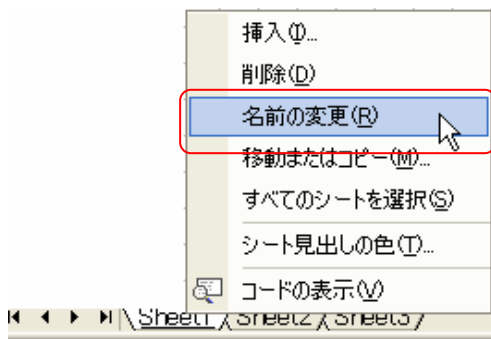 挿入(I)...
削除(D)
名前の変更(R)
移動またはコピー(M)...
すべてのシートを選択(S)
シート見出しの色(T)...
コードの表示(V)
Sheet1 Sheet2 Sheet3